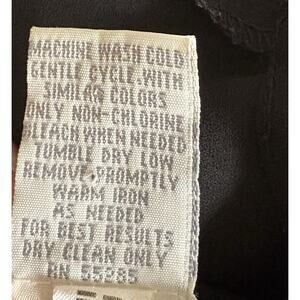 MACHINE WASH COLD
GENTLE CYCLE WITH
SIMILAR COLORS
ONLY NON-CHLORINE
BLEACH WHEN NEEDED
TUMBLE DRY LOW
REMOVE PROMPTLY
WARM IRON
AS NEEDED
FOR BEST RESULTS
DRY CLEAN ONLY
RN